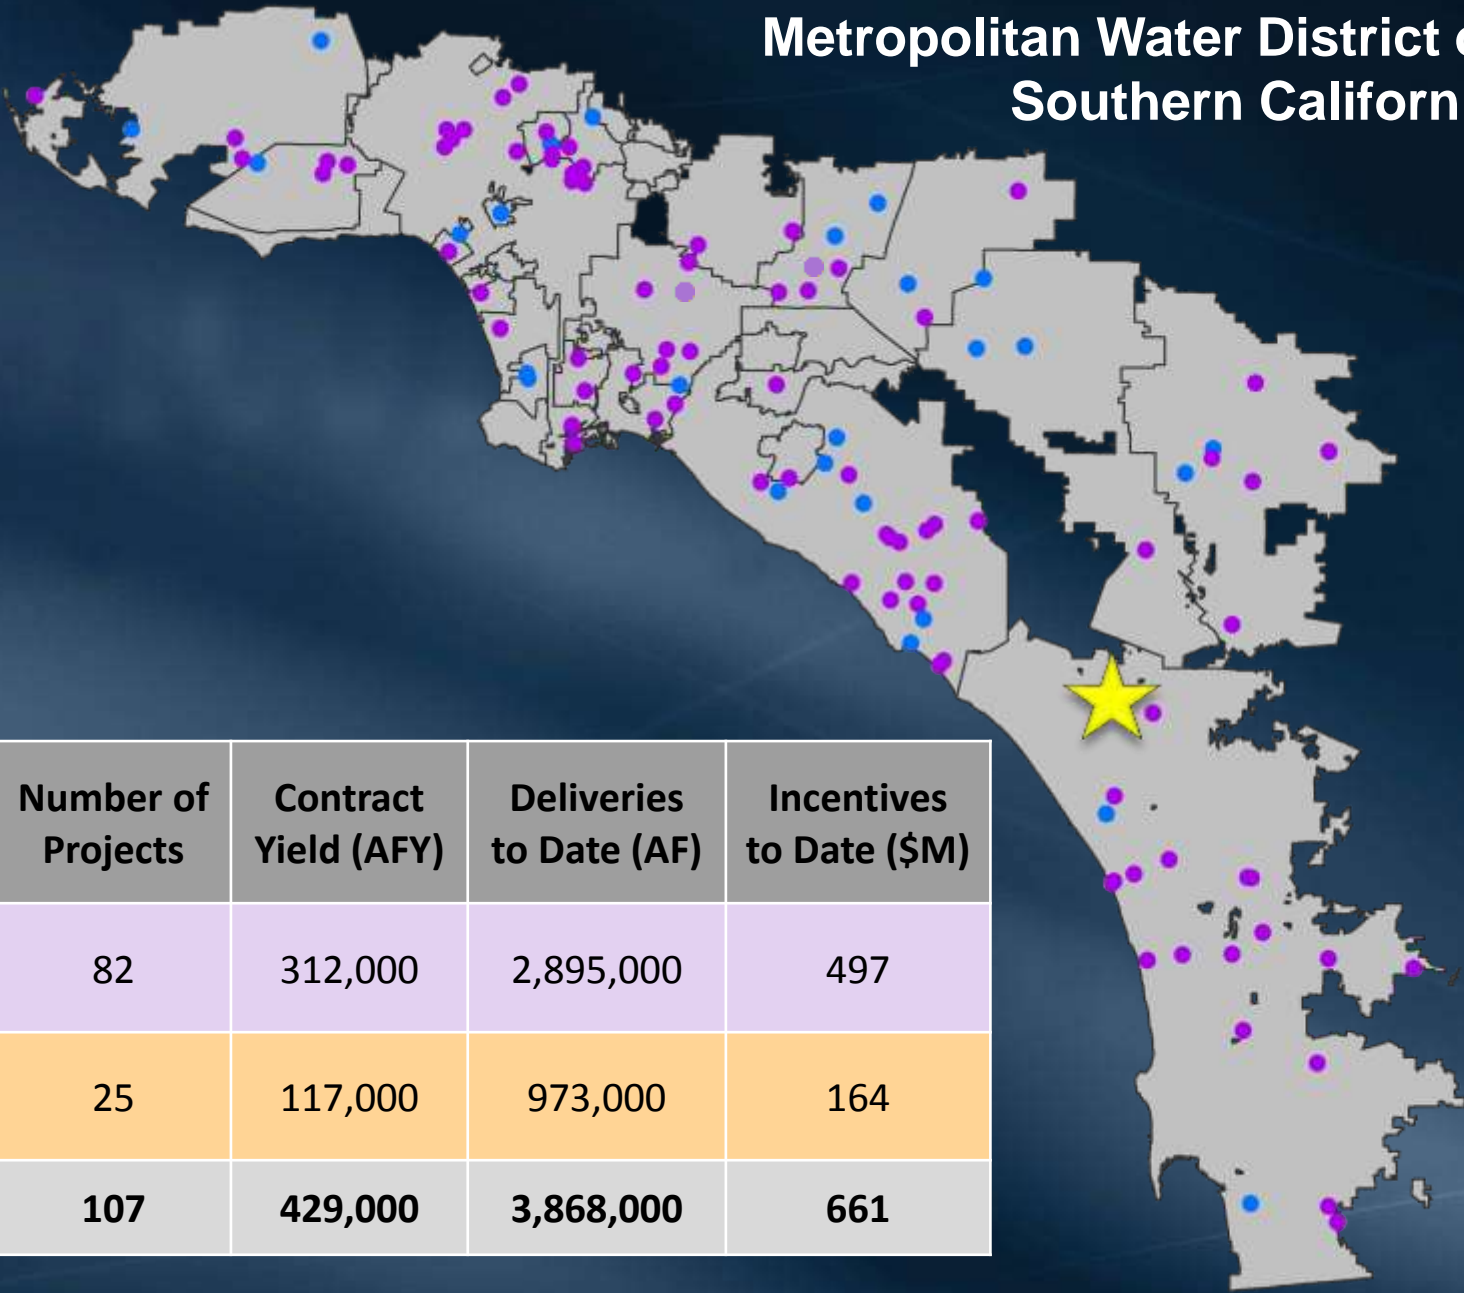 Metropolitan Water District
Southern Californ
Number of Projects Contract Yield (AFY) Deliveries to Date (AF) Incentives to Date ($M)
82 312,000 2,895,000 497
25 117,000 973,000 164
107 429,000 3,868,000 661